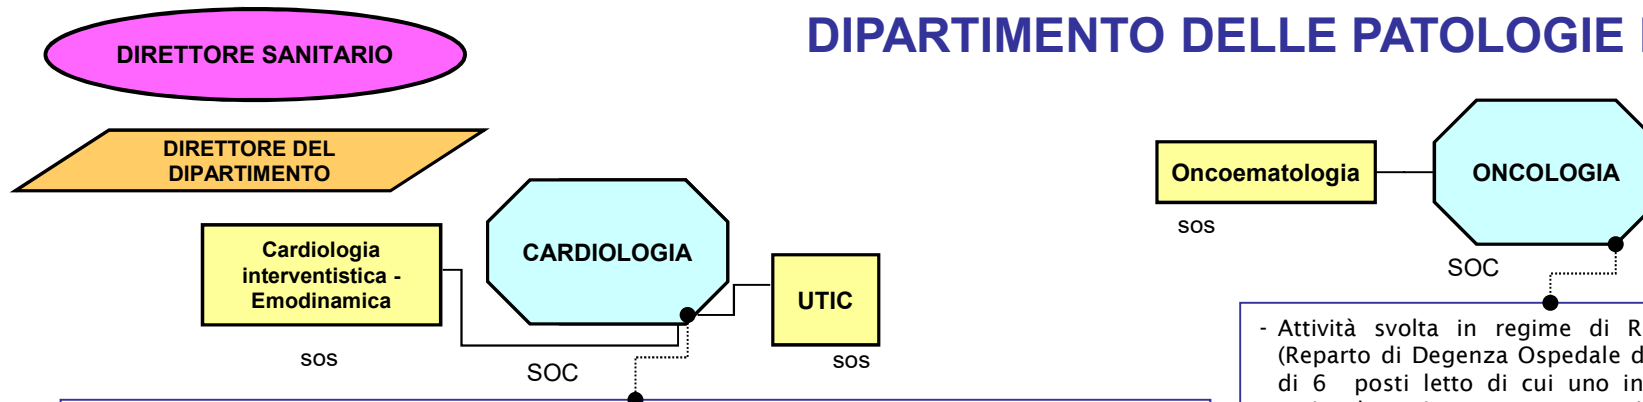 DIPARTIMENTO DELLE PATOLOGIE
DIRETTORE SANITARIO
DIRETTORE DEL
DIPARTIMENTO
Cardiologia
interventistica -
Emodinamica
sos
CARDIOLOGIA
SOC
UTIC
sos
Oncoematologia
sos
ONCOLOGIA
SOC
- Attività svolta in regime di R
(Reparto di Degenza Ospedale d
di 6 posti letto di cui uno in